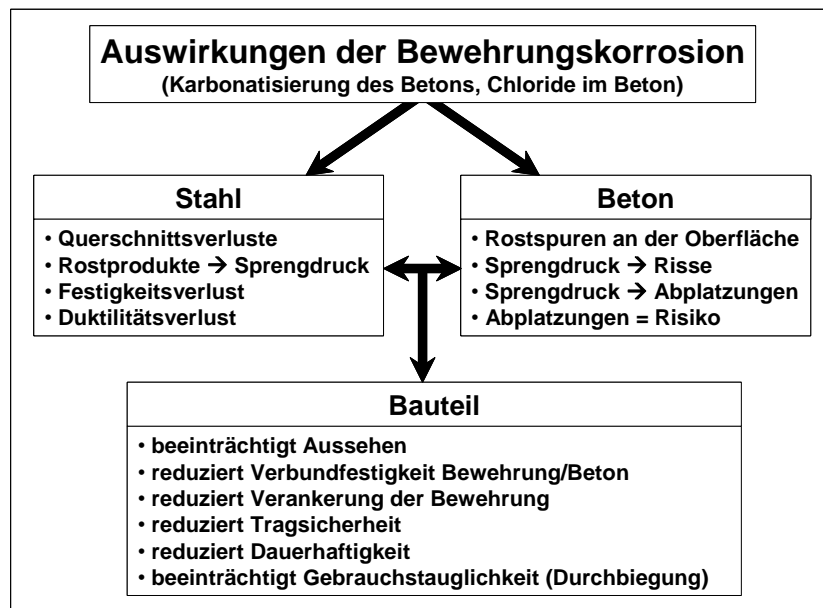 Auswirkungen der Bewehrungskorrosion
(Karbonatisierung des Betons, Chloride im Beton)
Stahl
• Querschnittsverluste
• Rostprodukte → Sprengdruck
• Festigkeitsverlust
• Duktilitätsverlust
Beton
• Rostspuren an der Oberfläche
• Sprengdruck → Risse
• Sprengdruck → Abplatzungen
• Abplatzungen = Risiko
Bauteil
• beeinträchtigt Aussehen
• reduziert Verbundfestigkeit Bewehrung/Beton
• reduziert Verankerung der Bewehrung
• reduziert Tragsicherheit
• reduziert Dauerhaftigkeit
• beeinträchtigt Gebrauchstauglichkeit (Durchbiegung)